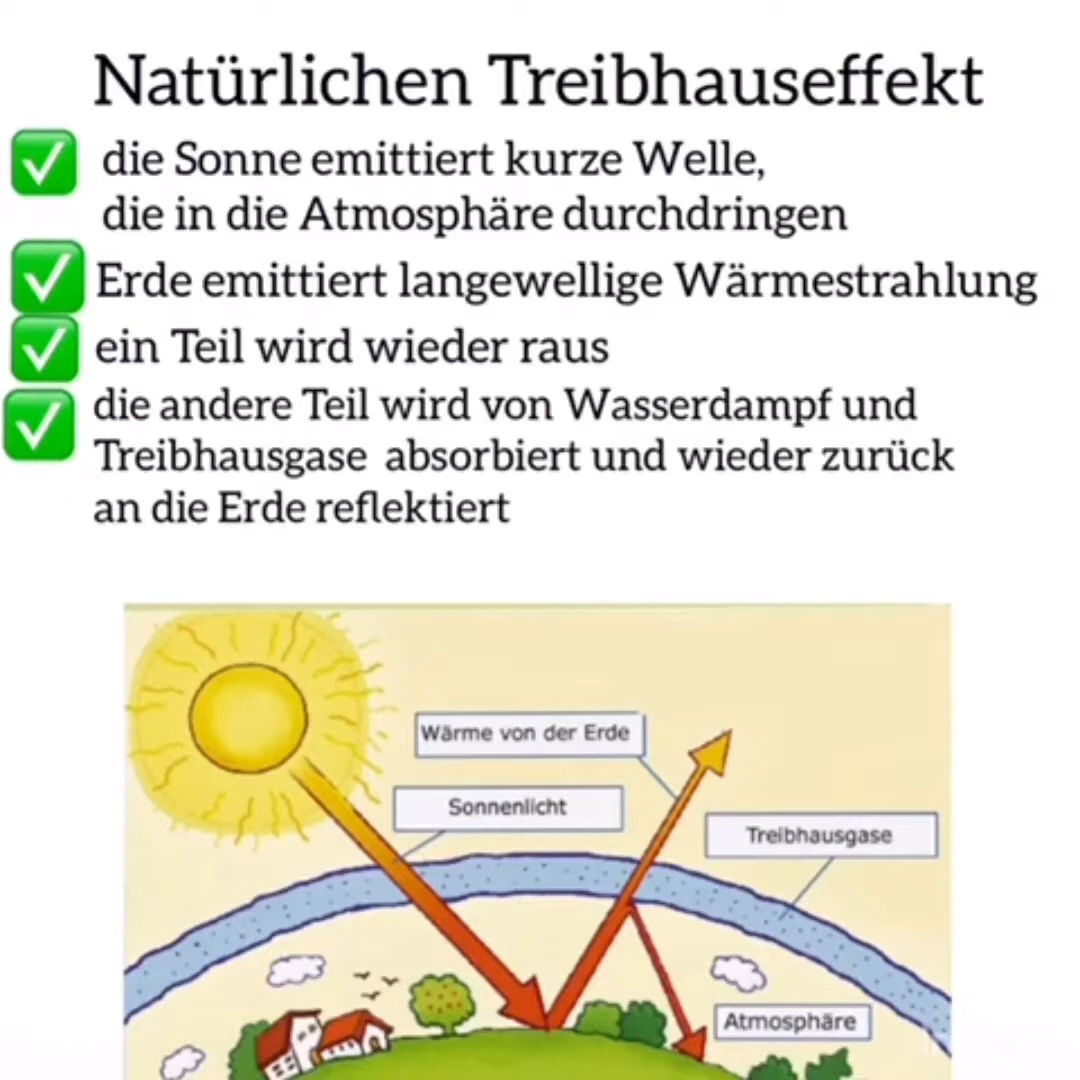 Natürlichen Treibhauseffekt
die Sonne emittiert kurze Welle,
die in die Atmosphäre durchdringen
Erde emittiert langewellige Wärmestrahlung
ein Teil wird wieder raus
die andere Teil wird von Wasserdampf und
Treibhausgase absorbiert und wieder zurück
an die Erde reflektiert
Wärme von der Erde
Sonnenlicht
Treibhausgase
Atmosphäre